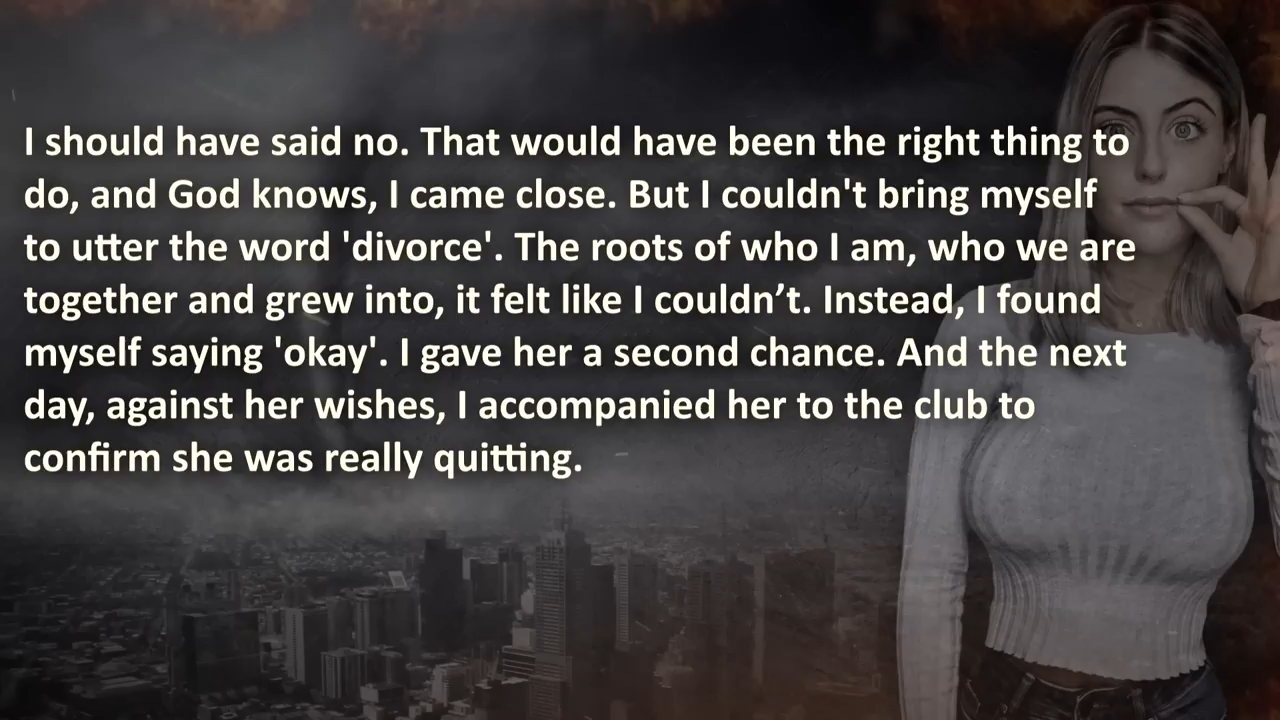 I should have said no. That would have been the right thing to
do, and God knows, I came close. But I couldn't bring myself
to utter the word 'divorce'. The roots of who I am, who we are
together and grew into, it felt like I couldn’t. Instead, I found
myself saying 'okay'. I gave her a second chance. And the next
day, against her wishes, I accompanied her to the club to
confirm she was really quitting.